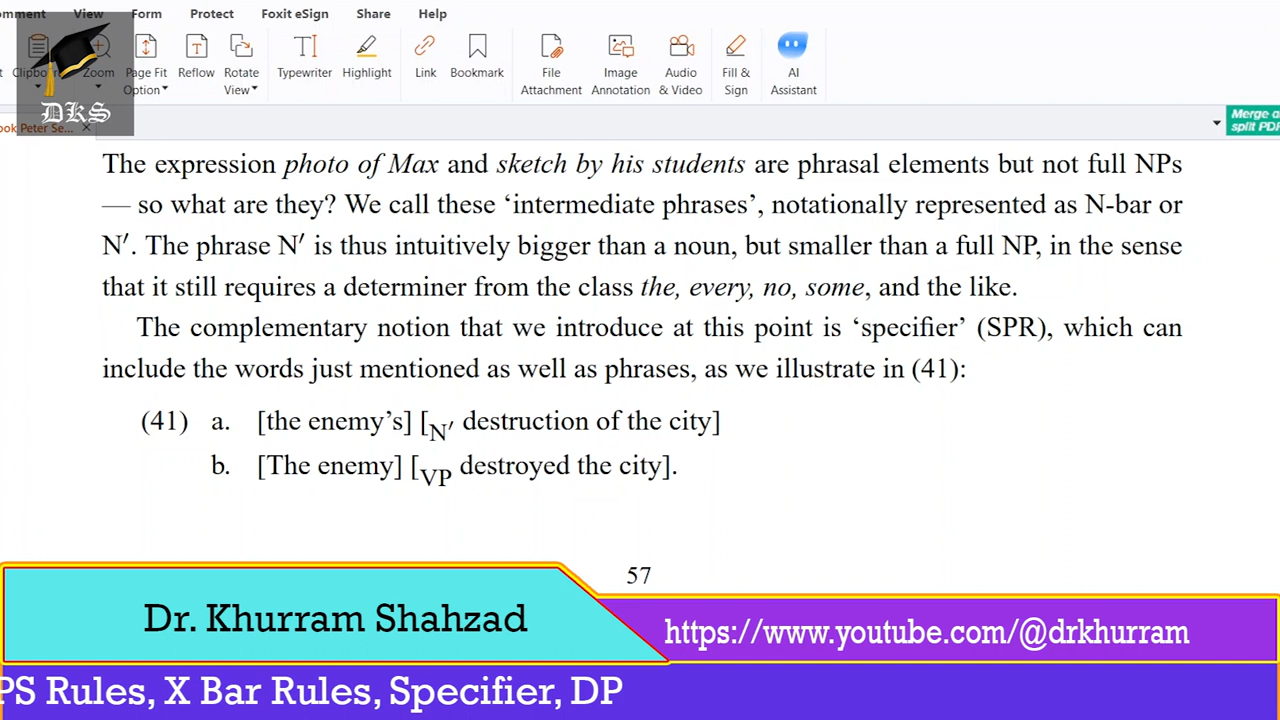 omment View Form Protect Foxit eSign Share Help
Clipboard Zoom Page Fit Option Reflow Rotate View Typewriter Highlight Link Bookmark File Attachment Image Annotation Audio & Video Fill & Sign AI Assistant
DKS
ook Peter Se...
Merge a
split PDF
The expression photo of Max and sketch by his students are phrasal elements but not full NPs
— so what are they? We call these ‘intermediate phrases’, notationally represented as N-bar or
N′. The phrase N′ is thus intuitively bigger than a noun, but smaller than a full NP, in the sense
that it still requires a determiner from the class the, every, no, some, and the like.
The complementary notion that we introduce at this point is ‘specifier’ (SPR), which can
include the words just mentioned as well as phrases, as we illustrate in (41):
(41) a. [the enemy’s] [N′ destruction of the city]
b. [The enemy] [VP destroyed the city].
57
Dr. Khurram Shahzad
https://www.youtube.com/@drkhurram
PS Rules, X Bar Rules, Specifier, DP